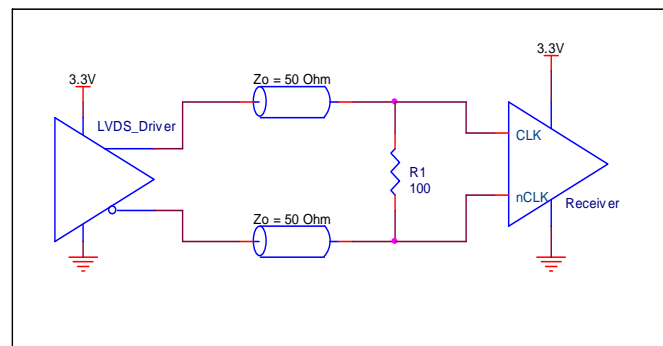 Zo = 50 Ohm
3.3V
3.3V
LVDS_Driver
CLK
R1
100
nCLK
Receiver
Zo = 50 Ohm